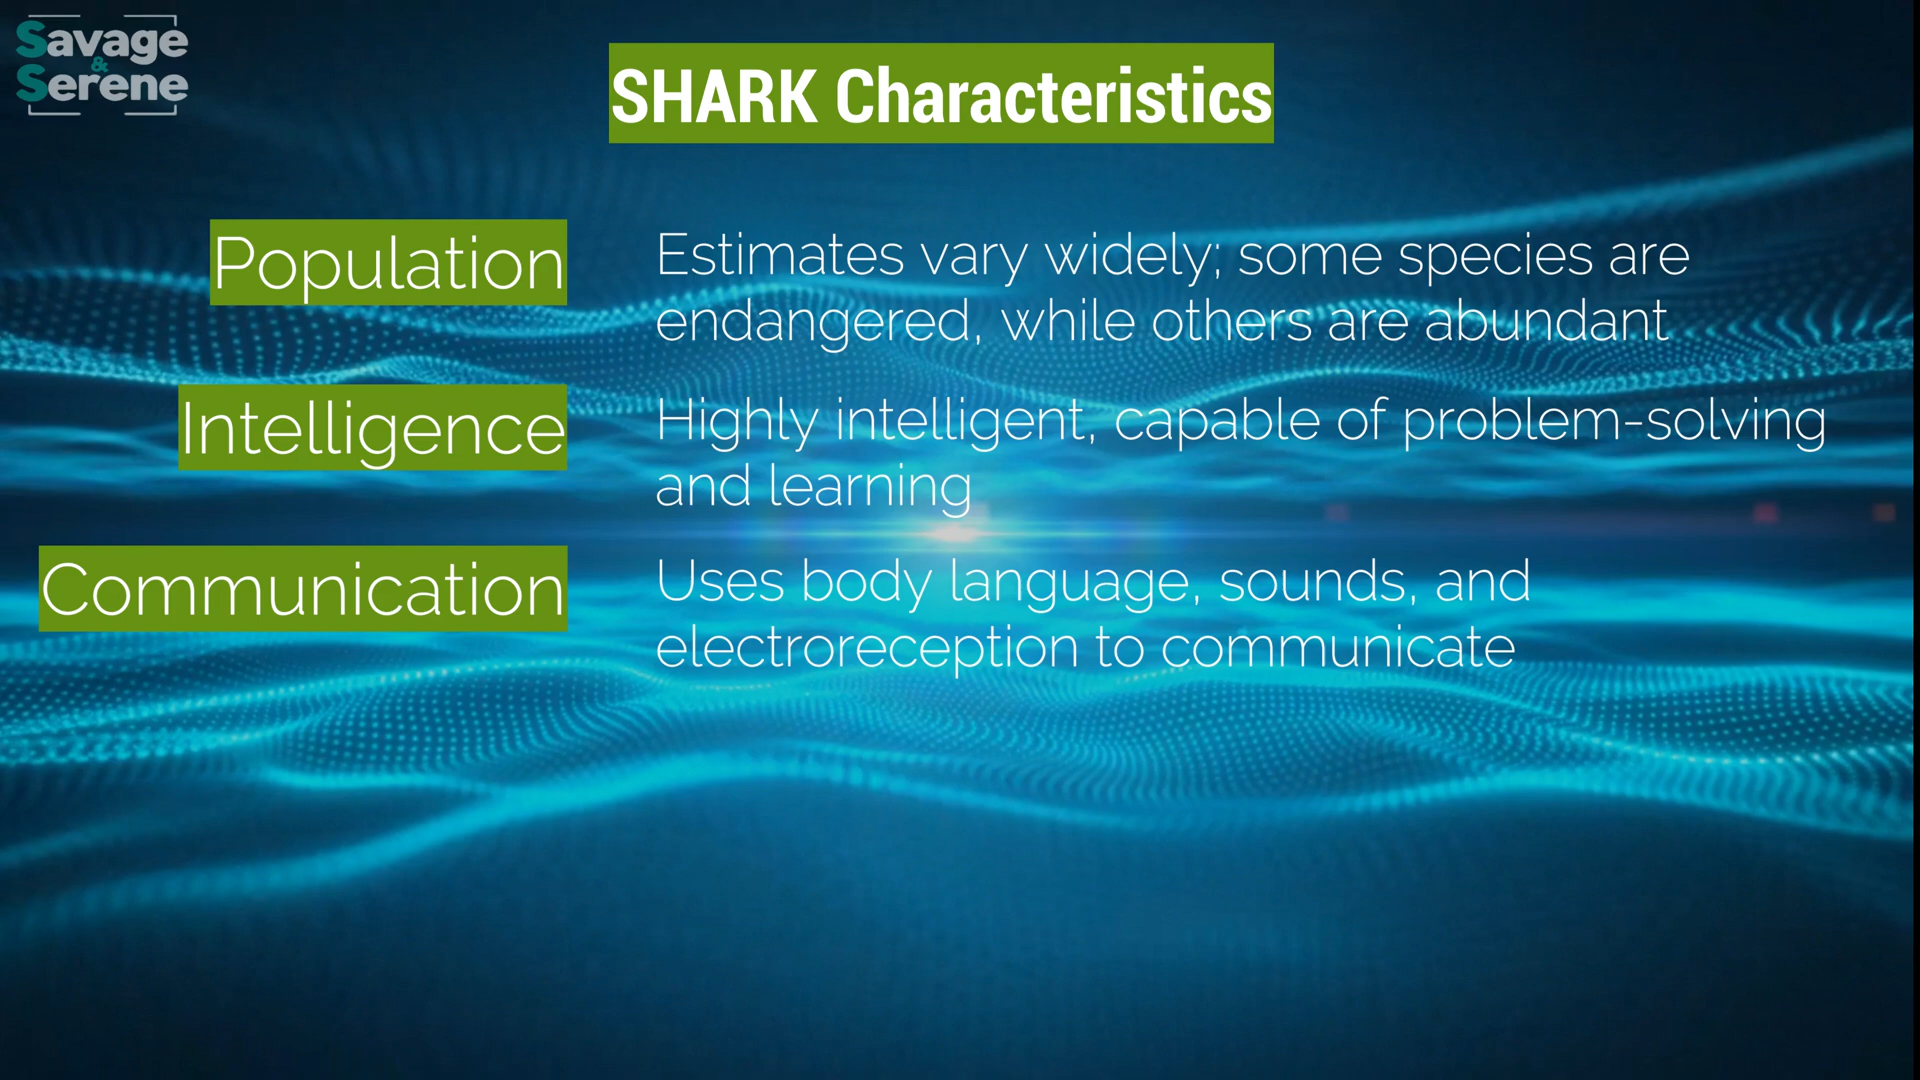 Savage
&
Serene
SHARK Characteristics
Population
Estimates vary widely; some species are
endangered, while others are abundant
Intelligence
Highly intelligent, capable of problem-solving
and learning
Communication
Uses body language, sounds, and
electroreception to communicate